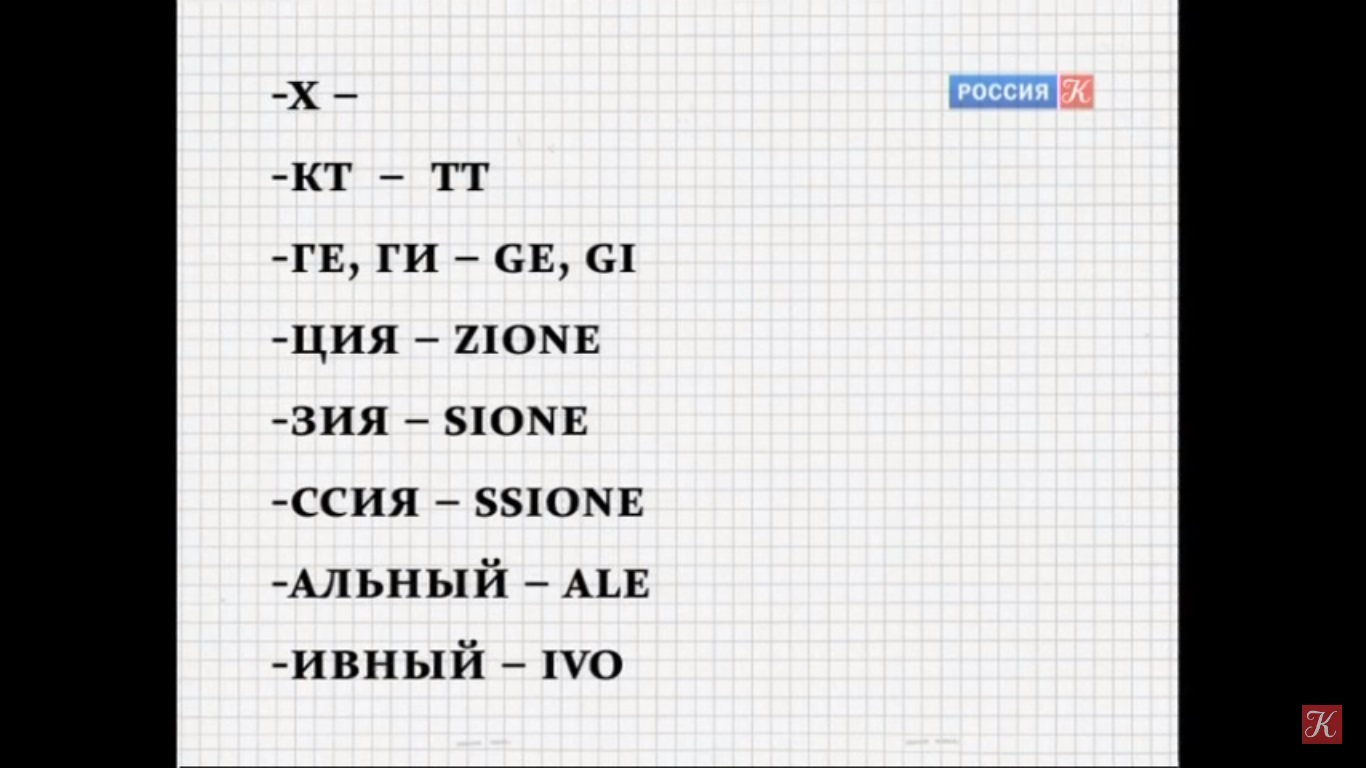 -Х –
РОССИЯ К
-КТ – ТТ
-ГЕ, ГИ – GE, GI
-ЦИЯ – ZIONE
-ЗИЯ – SIONE
-ССИЯ – SSIONE
-АЛЬНЫЙ – ALE
-ИВНЫЙ – IVO
К